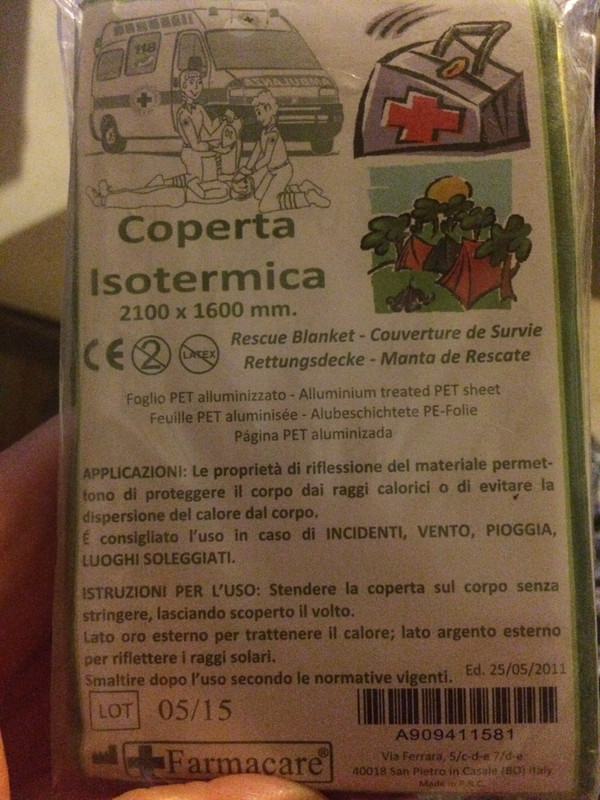 118
AMBULANZA
Coperta
Isotermica
2100 x 1600 mm.
CE 2 LATEX
Rescue Blanket - Couverture de Survie
Rettungsdecke - Manta de Rescate
Foglio PET alluminizzato - Alluminium treated PET sheet
Feuille PET aluminisée - Alubeschichtete PE-Folie
Página PET aluminizada
APPLICAZIONI: Le proprietà di riflessione del materiale permet-
tono di proteggere il corpo dai raggi calorici o di evitare la
dispersione del calore dal corpo.
É consigliato l'uso in caso di INCIDENTI, VENTO, PIOGGIA,
LUOGHI SOLEGGIATI.
ISTRUZIONI PER L'USO: Stendere la coperta sul corpo senza
stringere, lasciando scoperto il volto.
Lato oro esterno per trattenere il calore; lato argento esterno
per riflettere i raggi solari.
Smaltire dopo l'uso secondo le normative vigenti.
Ed. 25/05/2011
LOT 05/15
A909411581
Farmacare®
Via Ferrara, 5/c-d-e 7/d-e
40018 San Pietro in Casale (BO) Italy
Made in P.R.C.